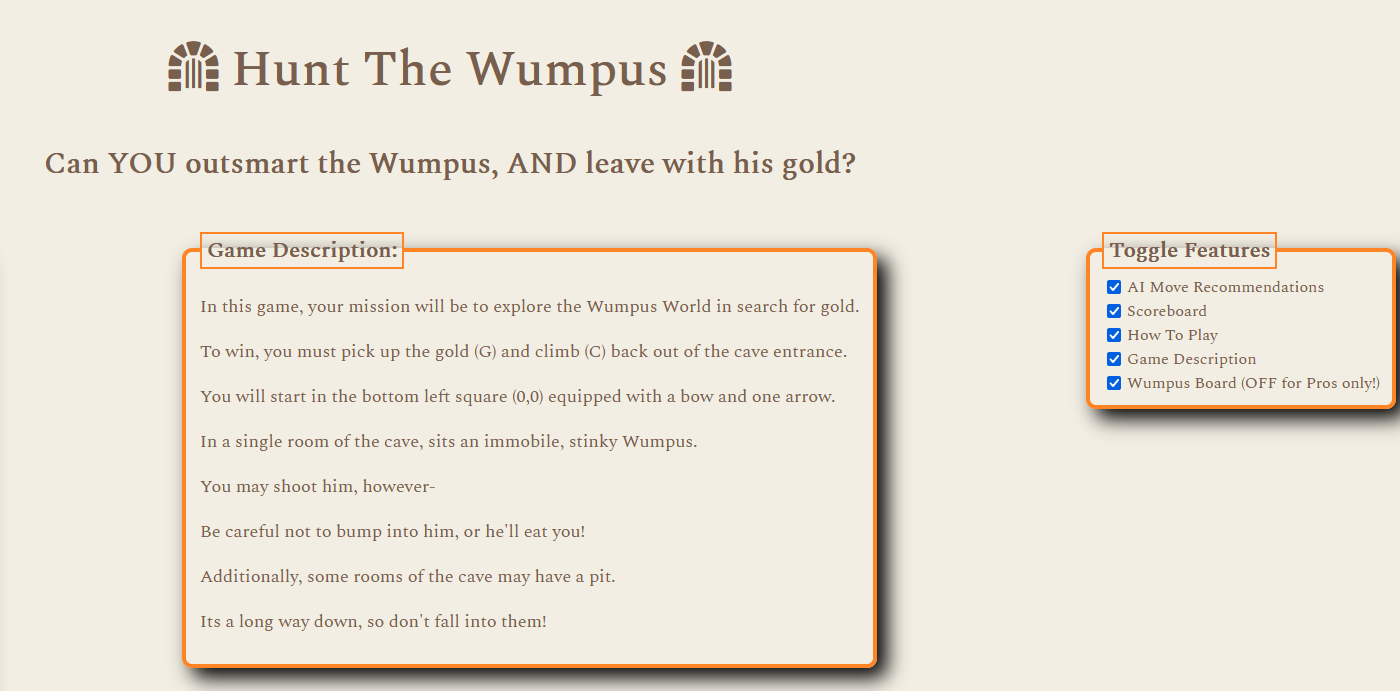 Hunt The Wumpus
Can YOU outsmart the Wumpus, AND leave with his gold?
Game Description:
In this game, your mission will be to explore the Wumpus World in search for gold.
To win, you must pick up the gold (G) and climb (C) back out of the cave entrance.
You will start in the bottom left square (0,0) equipped with a bow and one arrow.
In a single room of the cave, sits an immobile, stinky Wumpus.
You may shoot him, however-
Be careful not to bump into him, or he'll eat you!
Additionally, some rooms of the cave may have a pit.
Its a long way down, so don't fall into them!
Toggle Features
AI Move Recommendations
Scoreboard
How To Play
Game Description
Wumpus Board (OFF for Pros only!)